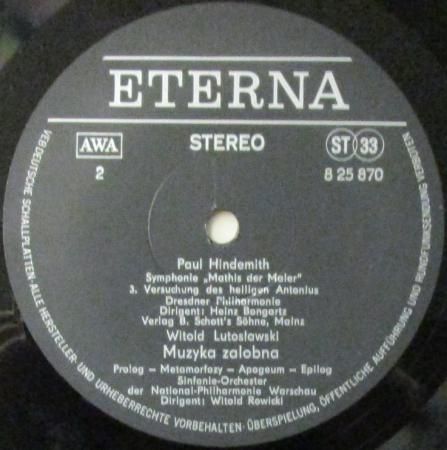 ETERNA
AWA
STEREO
ST 33
2
8 25 870
Paul Hindemith
Symphonie „Mathis der Maler"
3. Versuchung des heiligen Antonius
Dresdner Philharmonie
Dirigent: Heinz Bongartz
Verlag B. Schott's Söhne, Mainz
Witold Lutosławski
Muzyka zalobna
Prolog – Metamorfozy – Apogeum – Epilog
Sinfonie-Orchester
der National-Philharmonie Warschau
Dirigent: Witold Rowicki
VEB DEUTSCHE SCHALLPLATTEN · ALLE HERSTELLER- UND URHEBERRECHTE VORBEHALTEN · ÜBERSPIELUNG, ÖFFENTLICHE AUFFÜHRUNG UND RUNDFUNKSENDUNG VERBOTEN